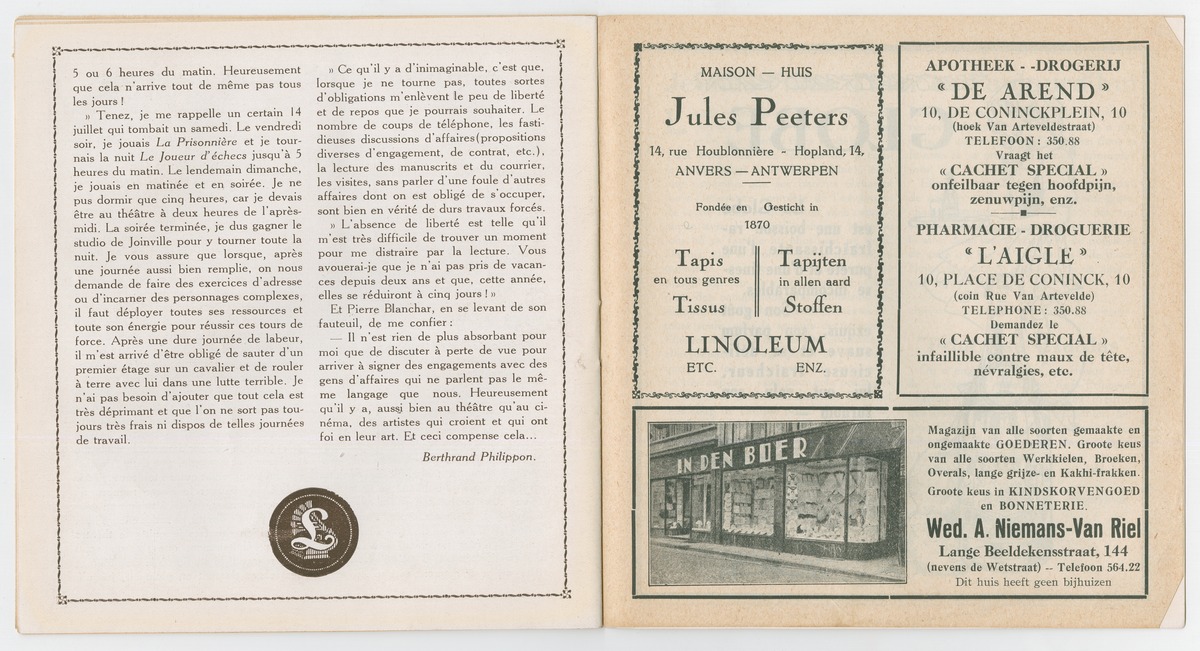 5 ou 6 heures du matin. Heureusement
que cela n'arrive tout de même pas tous
les jours !
» Tenez, je me rappelle un certain 14
juillet qui tombait un samedi. Le vendredi
soir, je jouais La Prisonnière et je tour-
nais la nuit Le Joueur d'échecs jusqu'à 5
heures du matin. Le lendemain dimanche,
je jouais en matinée et en soirée. Je ne
pus dormir que cinq heures, car je devais
être au théâtre à deux heures de l'après-
midi. La soirée terminée, je dus gagner le
studio de Joinville pour y tourner toute la
nuit. Je vous assure que lorsque, après
une journée aussi bien remplie, on nous
demande de faire des exercices d'adresse
ou d'incarner des personnages complexes,
il faut déployer toutes ses ressources et
toute son énergie pour réussir ces tours de
force. Après une dure journée de labeur,
il m'est arrivé d'être obligé de sauter d'un
premier étage sur un cavalier et de rouler
à terre avec lui dans une lutte terrible. Je
n'ai pas besoin d'ajouter que tout cela est
très déprimant et que l'on ne sort pas tou-
jours très frais ni dispos de telles journées
de travail.
» Ce qu'il y a d'inimaginable, c'est que,
lorsque je ne tourne pas, toutes sortes
d'obligations m'enlèvent le peu de liberté
et de repos que je pourrais souhaiter. Le
nombre de coups de téléphone, les fasti-
dieuses discussions d'affaires (propositions
diverses d'engagement, de contrat, etc.),
la lecture des manuscrits et du courrier,
les visites, sans parler d'une foule d'autres
affaires dont on est obligé de s'occuper,
sont bien en vérité de durs travaux forcés.
» L'absence de liberté est telle qu'il
m'est très difficile de trouver un moment
pour me distraire par la lecture. Vous
avouerai-je que je n'ai pas pris de vacan-
ces depuis deux ans et que, cette année,
elles se réduiront à cinq jours ! »
Et Pierre Blanchar, en se levant de son
fauteuil, de me confier :
— Il n'est rien de plus absorbant pour
moi que de discuter à perte de vue pour
arriver à signer des engagements avec des
gens d'affaires qui ne parlent pas le mê-
me langage que nous. Heureusement
qu'il y a, aussi bien au théâtre qu'au ci-
néma, des artistes qui croient et qui ont
foi en leur art. Et ceci compense cela...
Berthrand Philippon.
L
MAISON — HUIS
Jules Peeters
14, rue Houblonnière - Hopland, 14,
ANVERS — ANTWERPEN
Fondée en Gesticht in
1870
Tapis Tapijten
en tous genres in allen aard
Tissus Stoffen
LINOLEUM
ETC. ENZ.
APOTHEEK - -DROGERIJ
« DE AREND »
10, DE CONINCKPLEIN, 10
(hoek Van Arteveldestraat)
TELEFOON : 350.88
Vraagt het
« CACHET SPECIAL »
onfeilbaar tegen hoofdpijn,
zenuwpijn, enz.
PHARMACIE - DROGUERIE
« L'AIGLE »
10, PLACE DE CONINCK, 10
(coin Rue Van Artevelde)
TELEPHONE : 350.88
Demandez le
« CACHET SPECIAL »
infaillible contre maux de tête,
névralgies, etc.
IN DEN BOER
Magazijn van alle soorten gemaakte en
ongemaakte GOEDEREN. Groote keus
van alle soorten Werkkielen, Broeken,
Overals, lange grijze- en Kakhi-frakken.
Groote keus in KINDSKORVENGOED
en BONNETERIE.
Wed. A. Niemans-Van Riel
Lange Beeldekensstraat, 144
(nevens de Wetstraat) -- Telefoon 564.22
Dit huis heeft geen bijhuizen